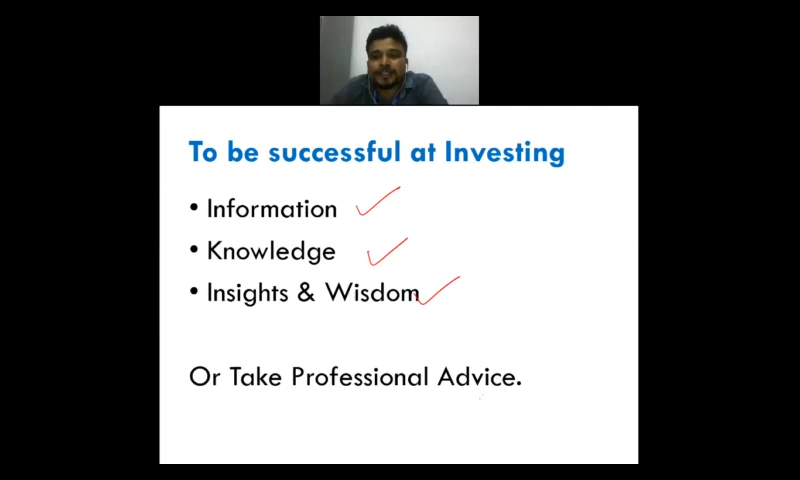 To be successful at Investing
• Information
• Knowledge
• Insights & Wisdom
Or Take Professional Advice.